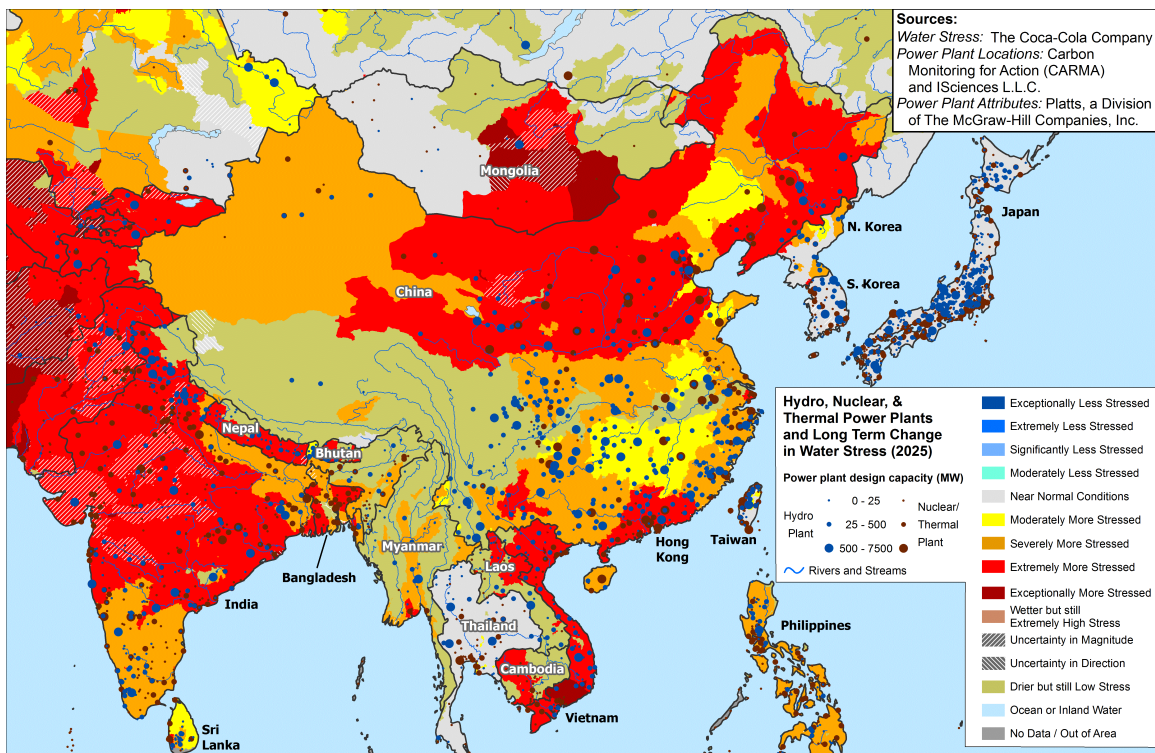 Sources:
Water Stress: The Coca-Cola Company
Power Plant Locations: Carbon
Monitoring for Action (CARMA)
and ISciences L.L.C.
Power Plant Attributes: Platts, a Division
of The McGraw-Hill Companies, Inc.
Mongolia
Japan
N. Korea
S. Korea
China
Nepal
Bhutan
Myanmar
Laos
Hong
Kong
Taiwan
Bangladesh
India
Thailand
Cambodia
Vietnam
Philippines
Sri
Lanka
Hydro, Nuclear, &
Thermal Power Plants
and Long Term Change
in Water Stress (2025)
Power plant design capacity (MW)
Hydro
Plant
0 - 25
25 - 500
500 - 7500
Nuclear/
Thermal
Plant
Rivers and Streams
Exceptionally Less Stressed
Extremely Less Stressed
Significantly Less Stressed
Moderately Less Stressed
Near Normal Conditions
Moderately More Stressed
Severely More Stressed
Extremely More Stressed
Exceptionally More Stressed
Wetter but still
Extremely High Stress
Uncertainty in Magnitude
Uncertainty in Direction
Drier but still Low Stress
Ocean or Inland Water
No Data / Out of Area